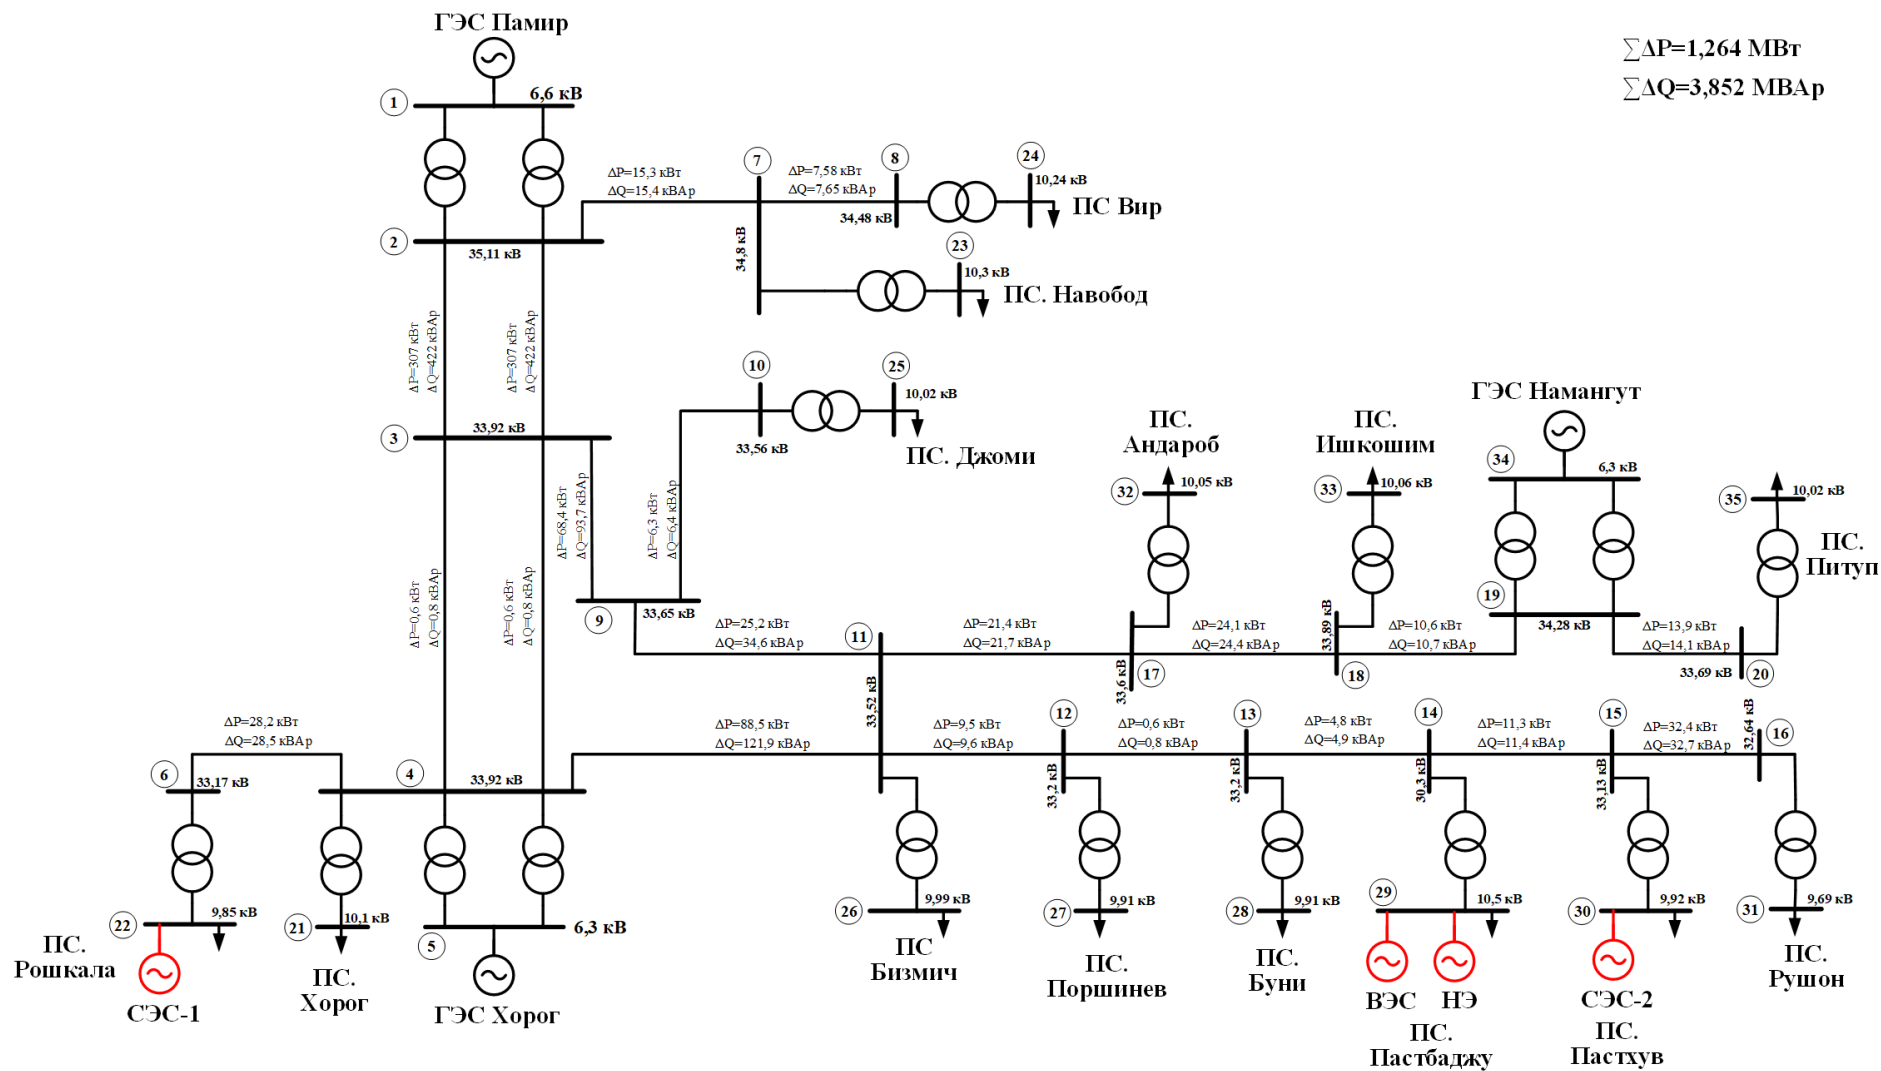 ГЭС Памир
∑ΔP=1,264 МВт
∑ΔQ=3,852 МВАр
1
6,6 кВ
7
8
24
ΔP=15,3 кВт
ΔQ=15,4 кВАр
ΔP=7,58 кВт
ΔQ=7,65 кВАр
10,24 кВ
ПС Вир
34,48 кВ
2
35,11 кВ
34,8 кВ
23
10,3 кВ
ПС. Навобод
ΔP=307 кВт
ΔQ=422 кВАр
ΔP=307 кВт
ΔQ=422 кВАр
10
25
10,02 кВ
33,56 кВ
ПС. Джоми
3
33,92 кВ
ΔP=68,4 кВт
ΔQ=93,7 кВАр
ΔP=6,3 кВт
ΔQ=6,4 кВАр
ПС.
Андароб
ПС.
Ишкошим
ГЭС Намангут
34
6,3 кВ
32
10,05 кВ
33
10,06 кВ
35
10,02 кВ
ПС.
Питуп
ΔP=0,6 кВт
ΔQ=0,8 кВАр
ΔP=0,6 кВт
ΔQ=0,8 кВАр
9
33,65 кВ
19
34,28 кВ
ΔP=25,2 кВт
ΔQ=34,6 кВАр
11
ΔP=21,4 кВт
ΔQ=21,7 кВАр
ΔP=24,1 кВт
ΔQ=24,4 кВАр
33,89 кВ
ΔP=10,6 кВт
ΔQ=10,7 кВАр
ΔP=13,9 кВт
ΔQ=14,1 кВАр
33,6 кВ
17
18
33,69 кВ
20
33,52 кВ
ΔP=28,2 кВт
ΔQ=28,5 кВАр
ΔP=88,5 кВт
ΔQ=121,9 кВАр
ΔP=9,5 кВт
ΔQ=9,6 кВАр
12
ΔP=0,6 кВт
ΔQ=0,8 кВАр
13
ΔP=4,8 кВт
ΔQ=4,9 кВАр
14
ΔP=11,3 кВт
ΔQ=11,4 кВАр
15
ΔP=32,4 кВт
ΔQ=32,7 кВАр
32,64 кВ
16
6
33,17 кВ
4
33,92 кВ
33,2 кВ
33,2 кВ
30,3 кВ
33,13 кВ
22
9,85 кВ
21
10,1 кВ
5
6,3 кВ
26
9,99 кВ
27
9,91 кВ
28
9,91 кВ
29
10,5 кВ
30
9,92 кВ
31
9,69 кВ
ПС.
Рошкала
СЭС-1
ПС.
Хорог
ГЭС Хорог
ПС
Бизмич
ПС.
Поршинев
ПС.
Буни
ВЭС
НЭ
ПС.
Пастбаджу
СЭС-2
ПС.
Пастхув
ПС.
Рушон